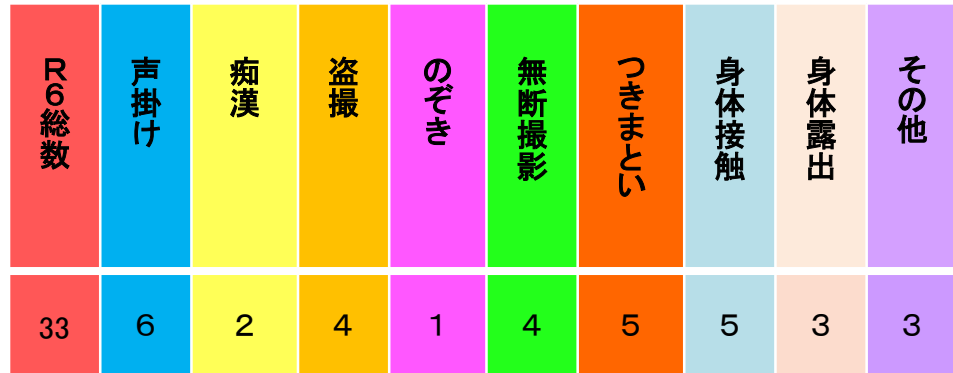 R6総数
声掛け
痴漢
盗撮
のぞき
無断撮影
つきまとい
身体接触
身体露出
その他
33
6
2
4
1
4
5
5
3
3